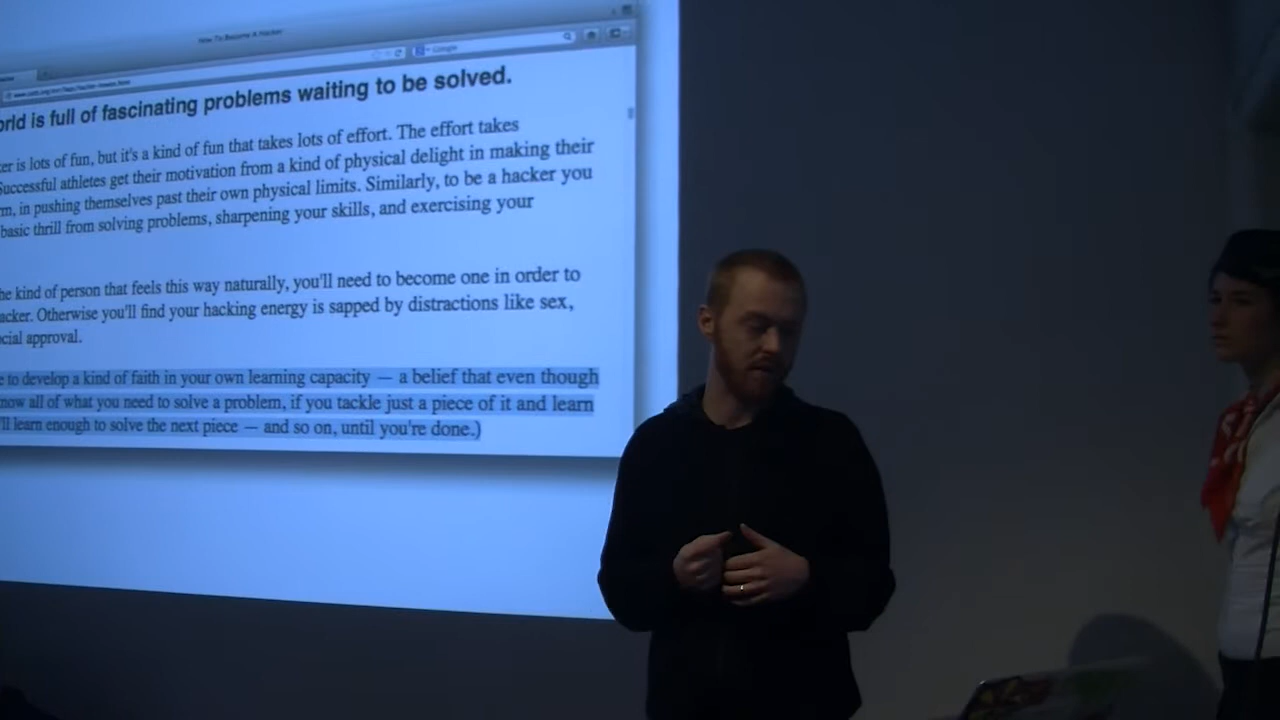 How To Become A Hacker
Google
orld is full of fascinating problems waiting to be solved.
er is lots of fun, but it's a kind of fun that takes lots of effort. The effort takes
Successful athletes get their motivation from a kind of physical delight in making their
rm, in pushing themselves past their own physical limits. Similarly, to be a hacker you
basic thrill from solving problems, sharpening your skills, and exercising your
he kind of person that feels this way naturally, you'll need to become one in order to
acker. Otherwise you'll find your hacking energy is sapped by distractions like sex,
cial approval.
e to develop a kind of faith in your own learning capacity — a belief that even though
now all of what you need to solve a problem, if you tackle just a piece of it and learn
'll learn enough to solve the next piece — and so on, until you're done.)